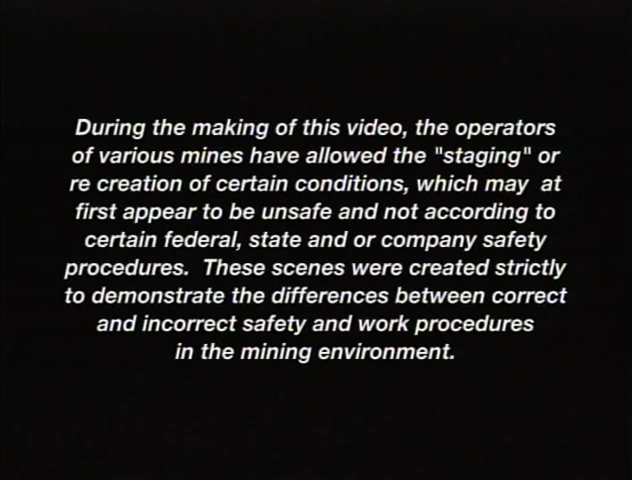 During the making of this video, the operators
of various mines have allowed the "staging" or
re creation of certain conditions, which may  at
first appear to be unsafe and not according to
certain federal, state and or company safety
procedures.  These scenes were created strictly
to demonstrate the differences between correct
and incorrect safety and work procedures
in the mining environment.